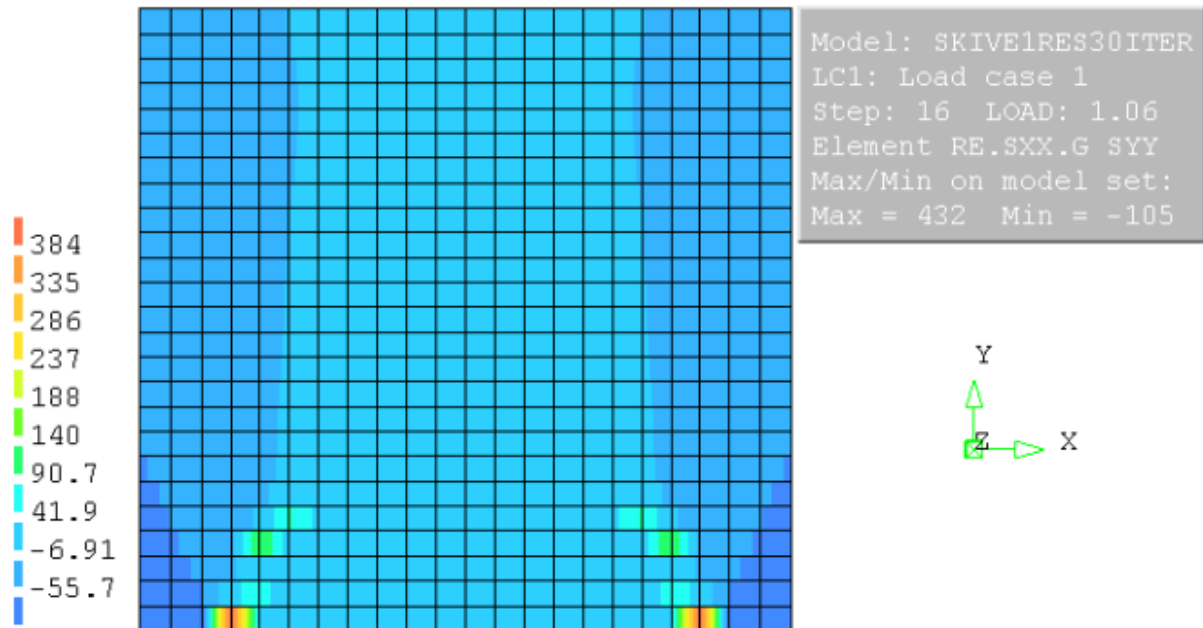 Model: SKIVE1RES30ITER
LC1: Load case 1
Step: 16 LOAD: 1.06
Element RE.SXX.G SYY
Max/Min on model set:
Max = 432 Min = -105
384
335
286
237
188
140
90.7
41.9
-6.91
-55.7
Y
Z X